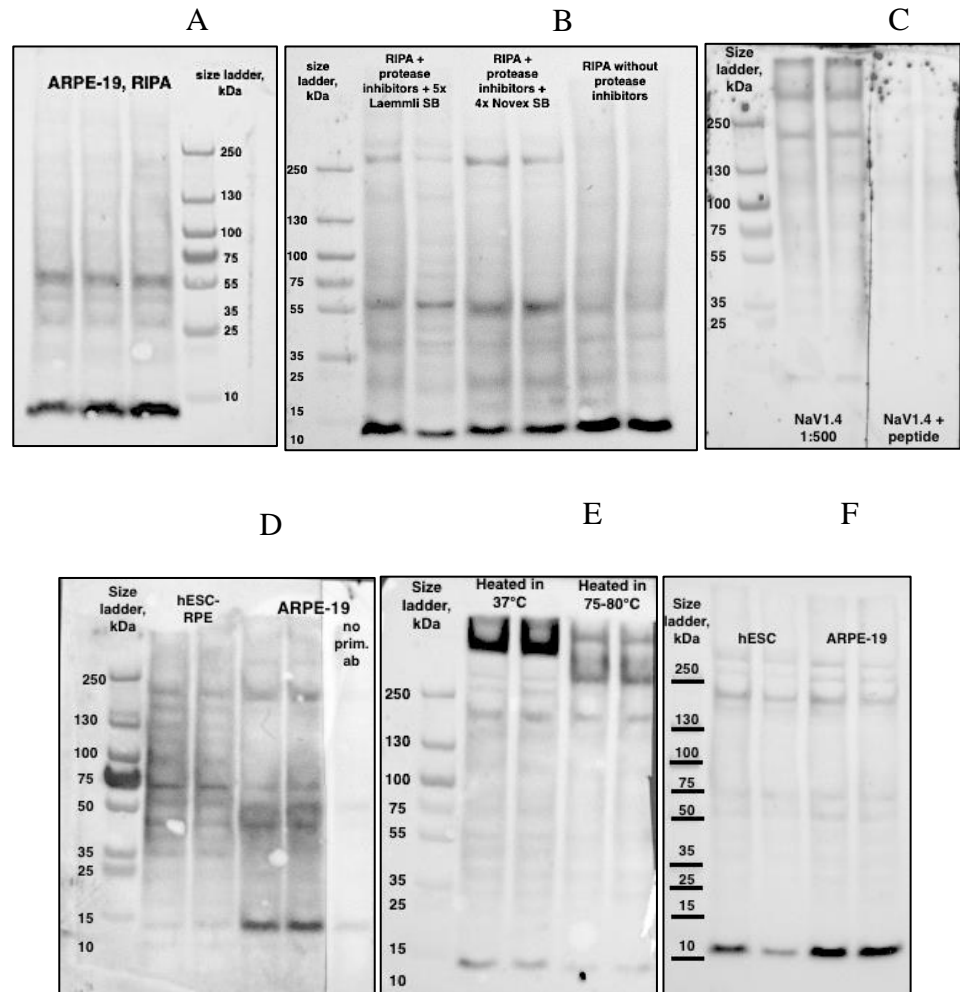 A
B
C
ARPE-19, RIPA
size ladder,
kDa
250
130
100
75
55
35
25
10
size
ladder,
kDa
RIPA +
protease
inhibitors + 5x
Laemmli SB
RIPA +
protease
inhibitors +
4x Novex SB
RIPA without
protease
inhibitors
250
130
100
75
55
35
25
15
10
Size
ladder,
kDa
250
130
100
75
55
35
25
NaV1.4
1:500
NaV1.4 +
peptide
D
E
F
Size
ladder,
kDa
hESC-
RPE
ARPE-19
no
prim.
ab
250
130
100
75
50
35
25
15
10
Size
ladder,
kDa
Heated in
37°C
Heated in
75-80°C
250
130
100
75
55
35
25
15
10
Size
ladder,
kDa
hESC
ARPE-19
250
130
100
75
50
35
25
15
10